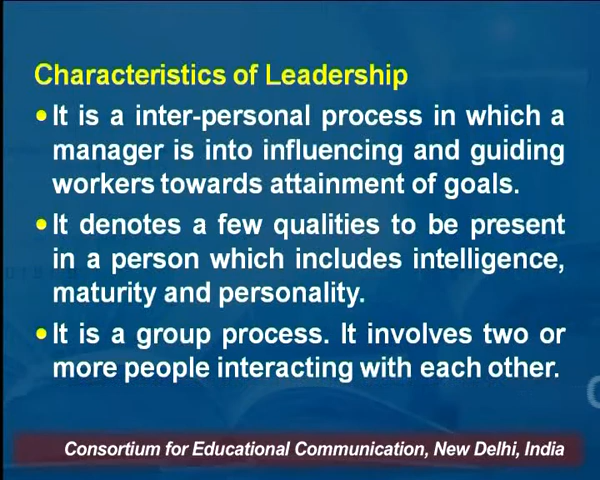 Characteristics of Leadership
•It is a inter-personal process in which a
manager is into influencing and guiding
workers towards attainment of goals.
•It denotes a few qualities to be present
in a person which includes intelligence,
maturity and personality.
•It is a group process. It involves two or
more people interacting with each other.
Consortium for Educational Communication, New Delhi, India